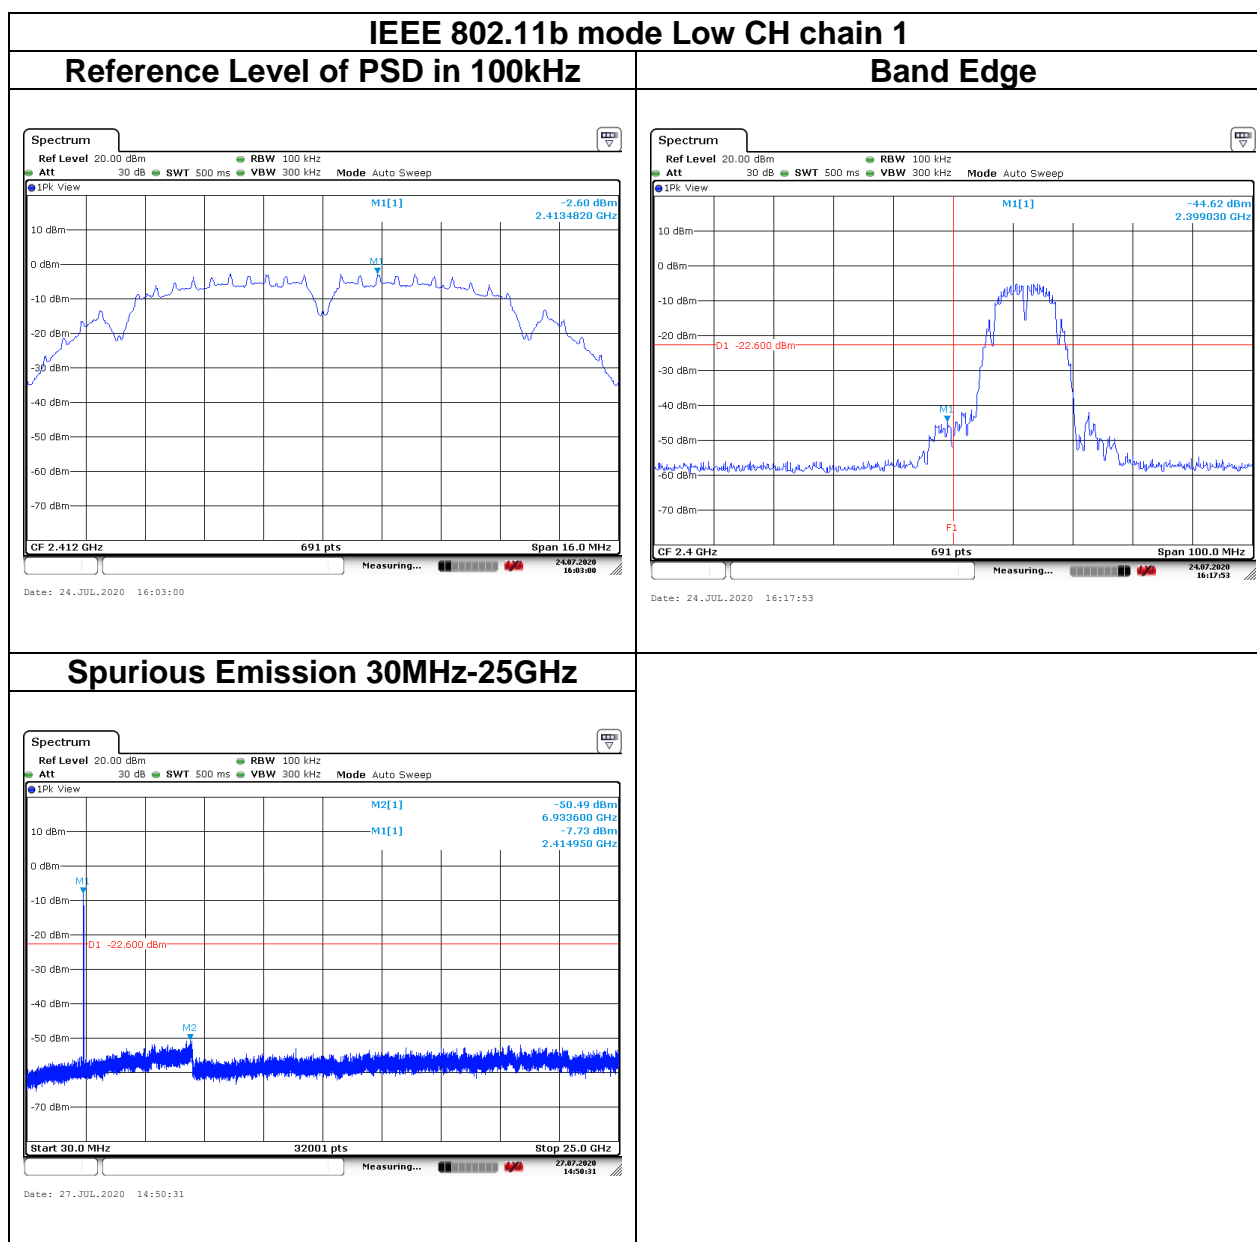 IEEE 802.11b mode Low CH chain 1
Reference Level of PSD in 100kHz
Band Edge
Spectrum
Ref Level 20.00 dBm RBW 100 kHz
Att 30 dB SWT 500 ms VBW 300 kHz Mode Auto Sweep
1Pk View
M1[1] -2.60 dBm
2.4134820 GHz
10 dBm
0 dBm
M1
-10 dBm
-20 dBm
-30 dBm
-40 dBm
-50 dBm
-60 dBm
-70 dBm
CF 2.412 GHz 691 pts Span 16.0 MHz
Measuring... 24.07.2020
16:03:00
Date: 24.JUL.2020 16:03:00
Spectrum
Ref Level 20.00 dBm RBW 100 kHz
Att 30 dB SWT 500 ms VBW 300 kHz Mode Auto Sweep
1Pk View
M1[1] -44.62 dBm
2.399030 GHz
10 dBm
0 dBm
-10 dBm
-20 dBm
D1 -22.600 dBm
-30 dBm
-40 dBm
M1
-50 dBm
-60 dBm
-70 dBm
F1
CF 2.4 GHz 691 pts Span 100.0 MHz
Measuring... 24.07.2020
16:17:53
Date: 24.JUL.2020 16:17:53
Spurious Emission 30MHz-25GHz
Spectrum
Ref Level 20.00 dBm RBW 100 kHz
Att 30 dB SWT 500 ms VBW 300 kHz Mode Auto Sweep
1Pk View
M2[1] -50.49 dBm
6.933600 GHz
10 dBm M1[1] -7.73 dBm
2.414950 GHz
0 dBm
M1
-10 dBm
-20 dBm
D1 -22.600 dBm
-30 dBm
-40 dBm
M2
-50 dBm
-70 dBm
Start 30.0 MHz 32001 pts Stop 25.0 GHz
Measuring... 27.07.2020
14:50:31
Date: 27.JUL.2020 14:50:31